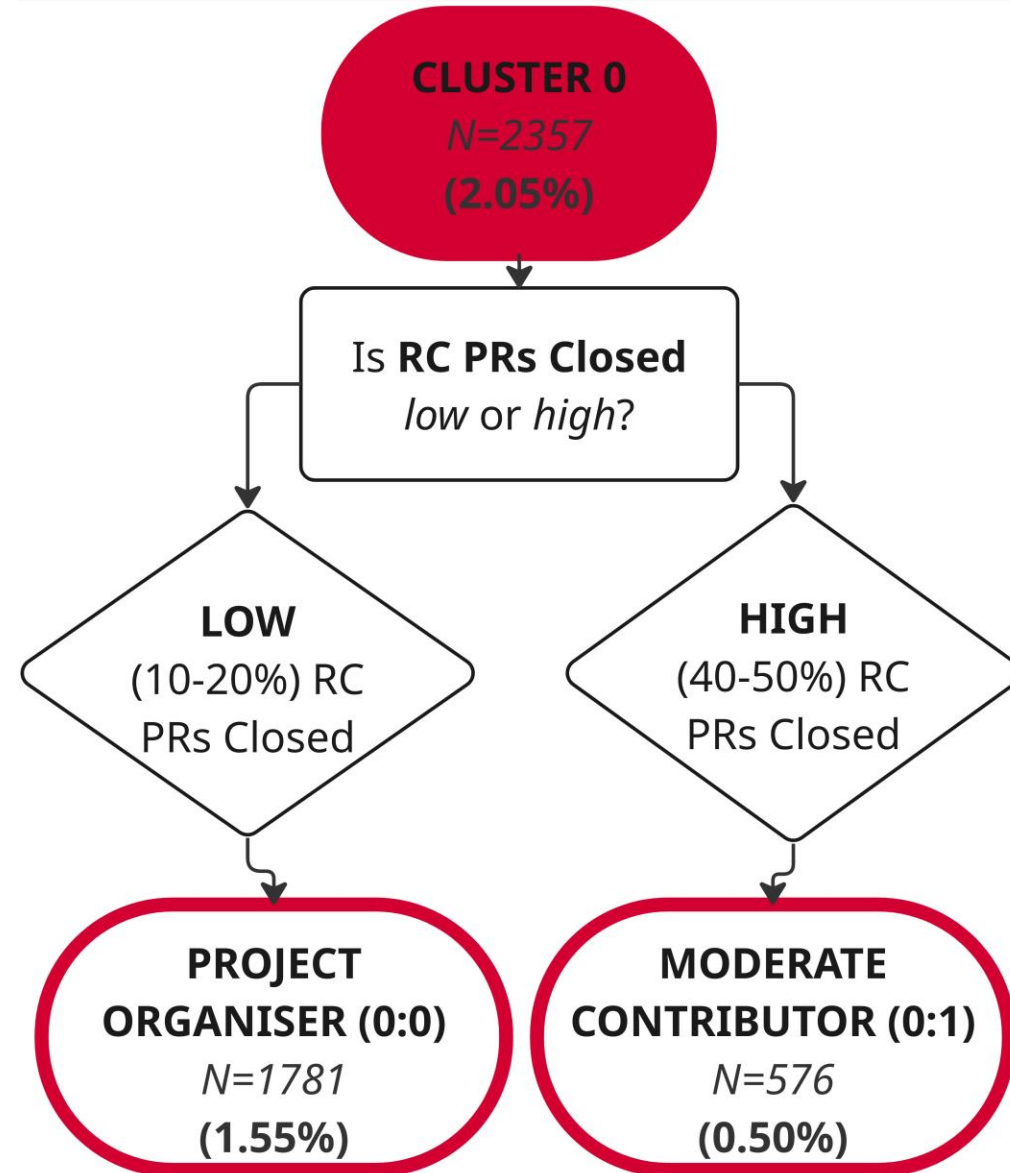 CLUSTER 0
N=2357
(2.05%)
Is RC PRs Closed
low or high?
LOW
(10-20%) RC
PRs Closed
HIGH
(40-50%) RC
PRs Closed
PROJECT
ORGANISER (0:0)
N=1781
(1.55%)
MODERATE
CONTRIBUTOR (0:1)
N=576
(0.50%)